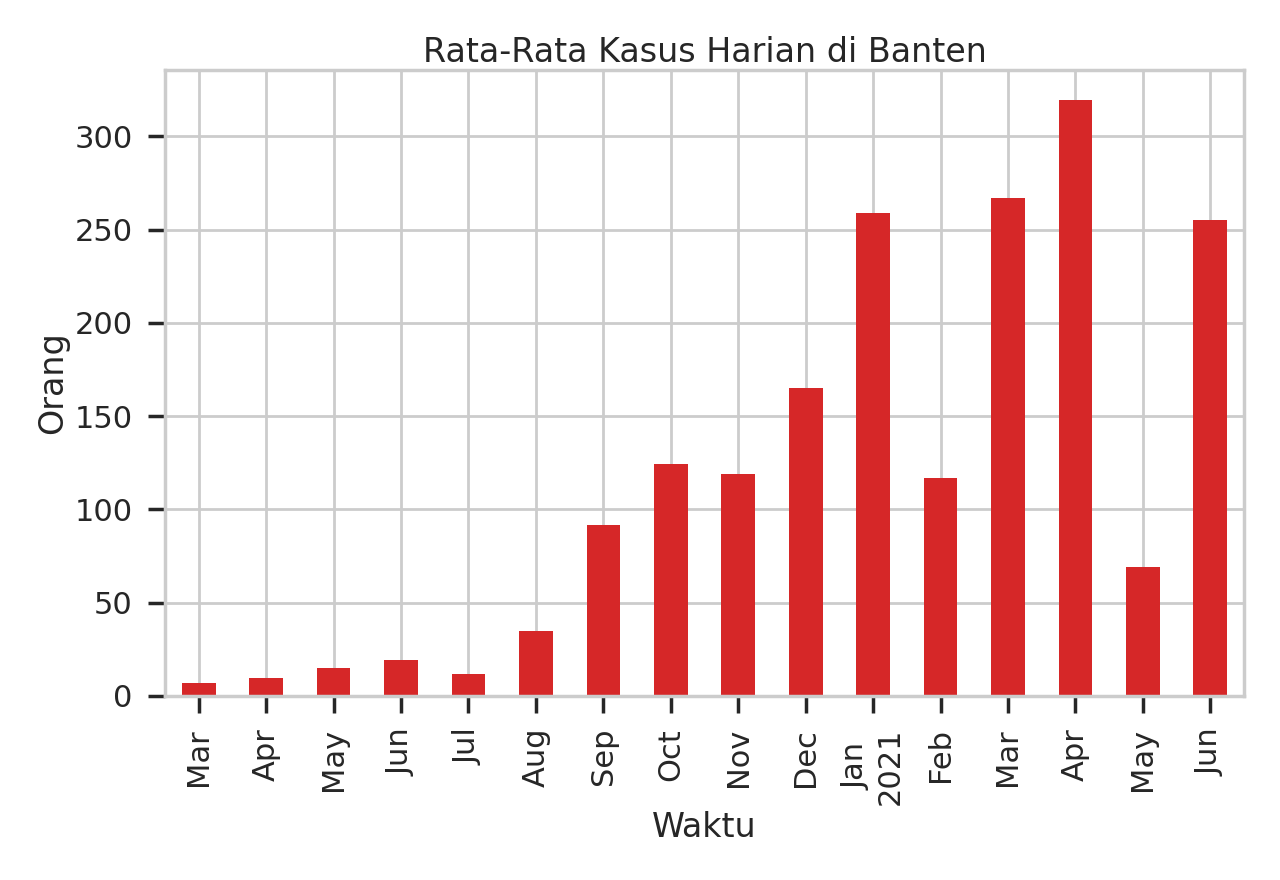 Rata-Rata Kasus Harian di Banten
Orang
300
250
200
150
100
50
0
Mar
Apr
May
Jun
Jul
Aug
Sep
Oct
Nov
Dec
Jan
2021
Feb
Mar
Apr
May
Jun
Waktu